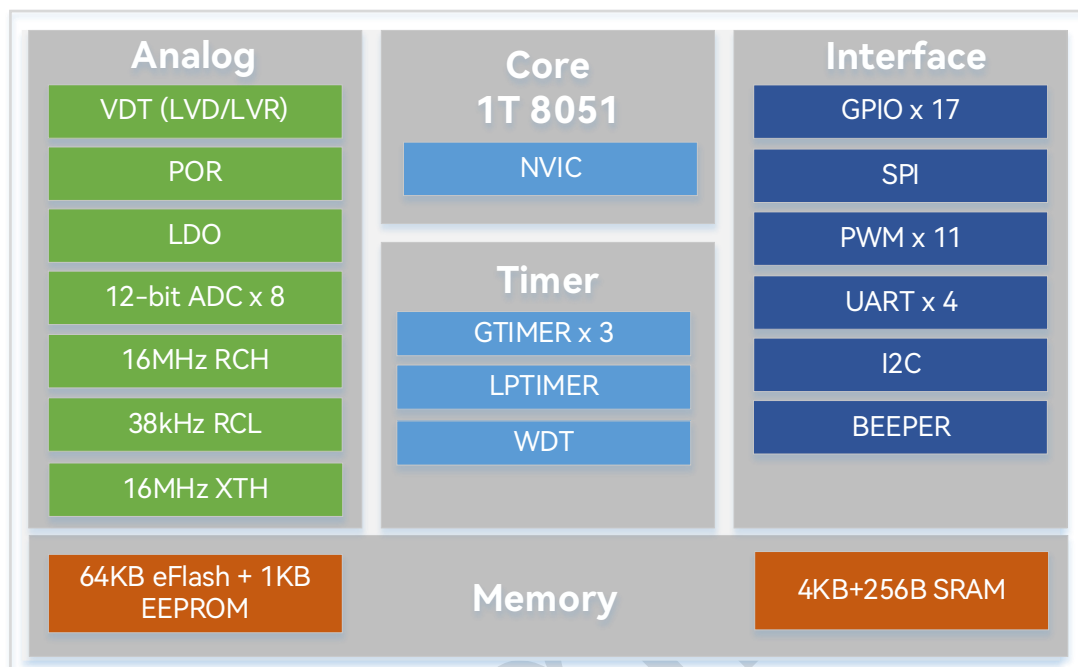 Analog
VDT (LVD/LVR)
POR
LDO
12-bit ADC x 8
16MHz RCH
38kHz RCL
16MHz XTH
Core
1T 8051
NVIC
Timer
GTIMER x 3
LPTIMER
WDT
Interface
GPIO x 17
SPI
PWM x 11
UART x 4
I2C
BEEPER
64KB eFlash + 1KB
EEPROM
Memory
4KB+256B SRAM